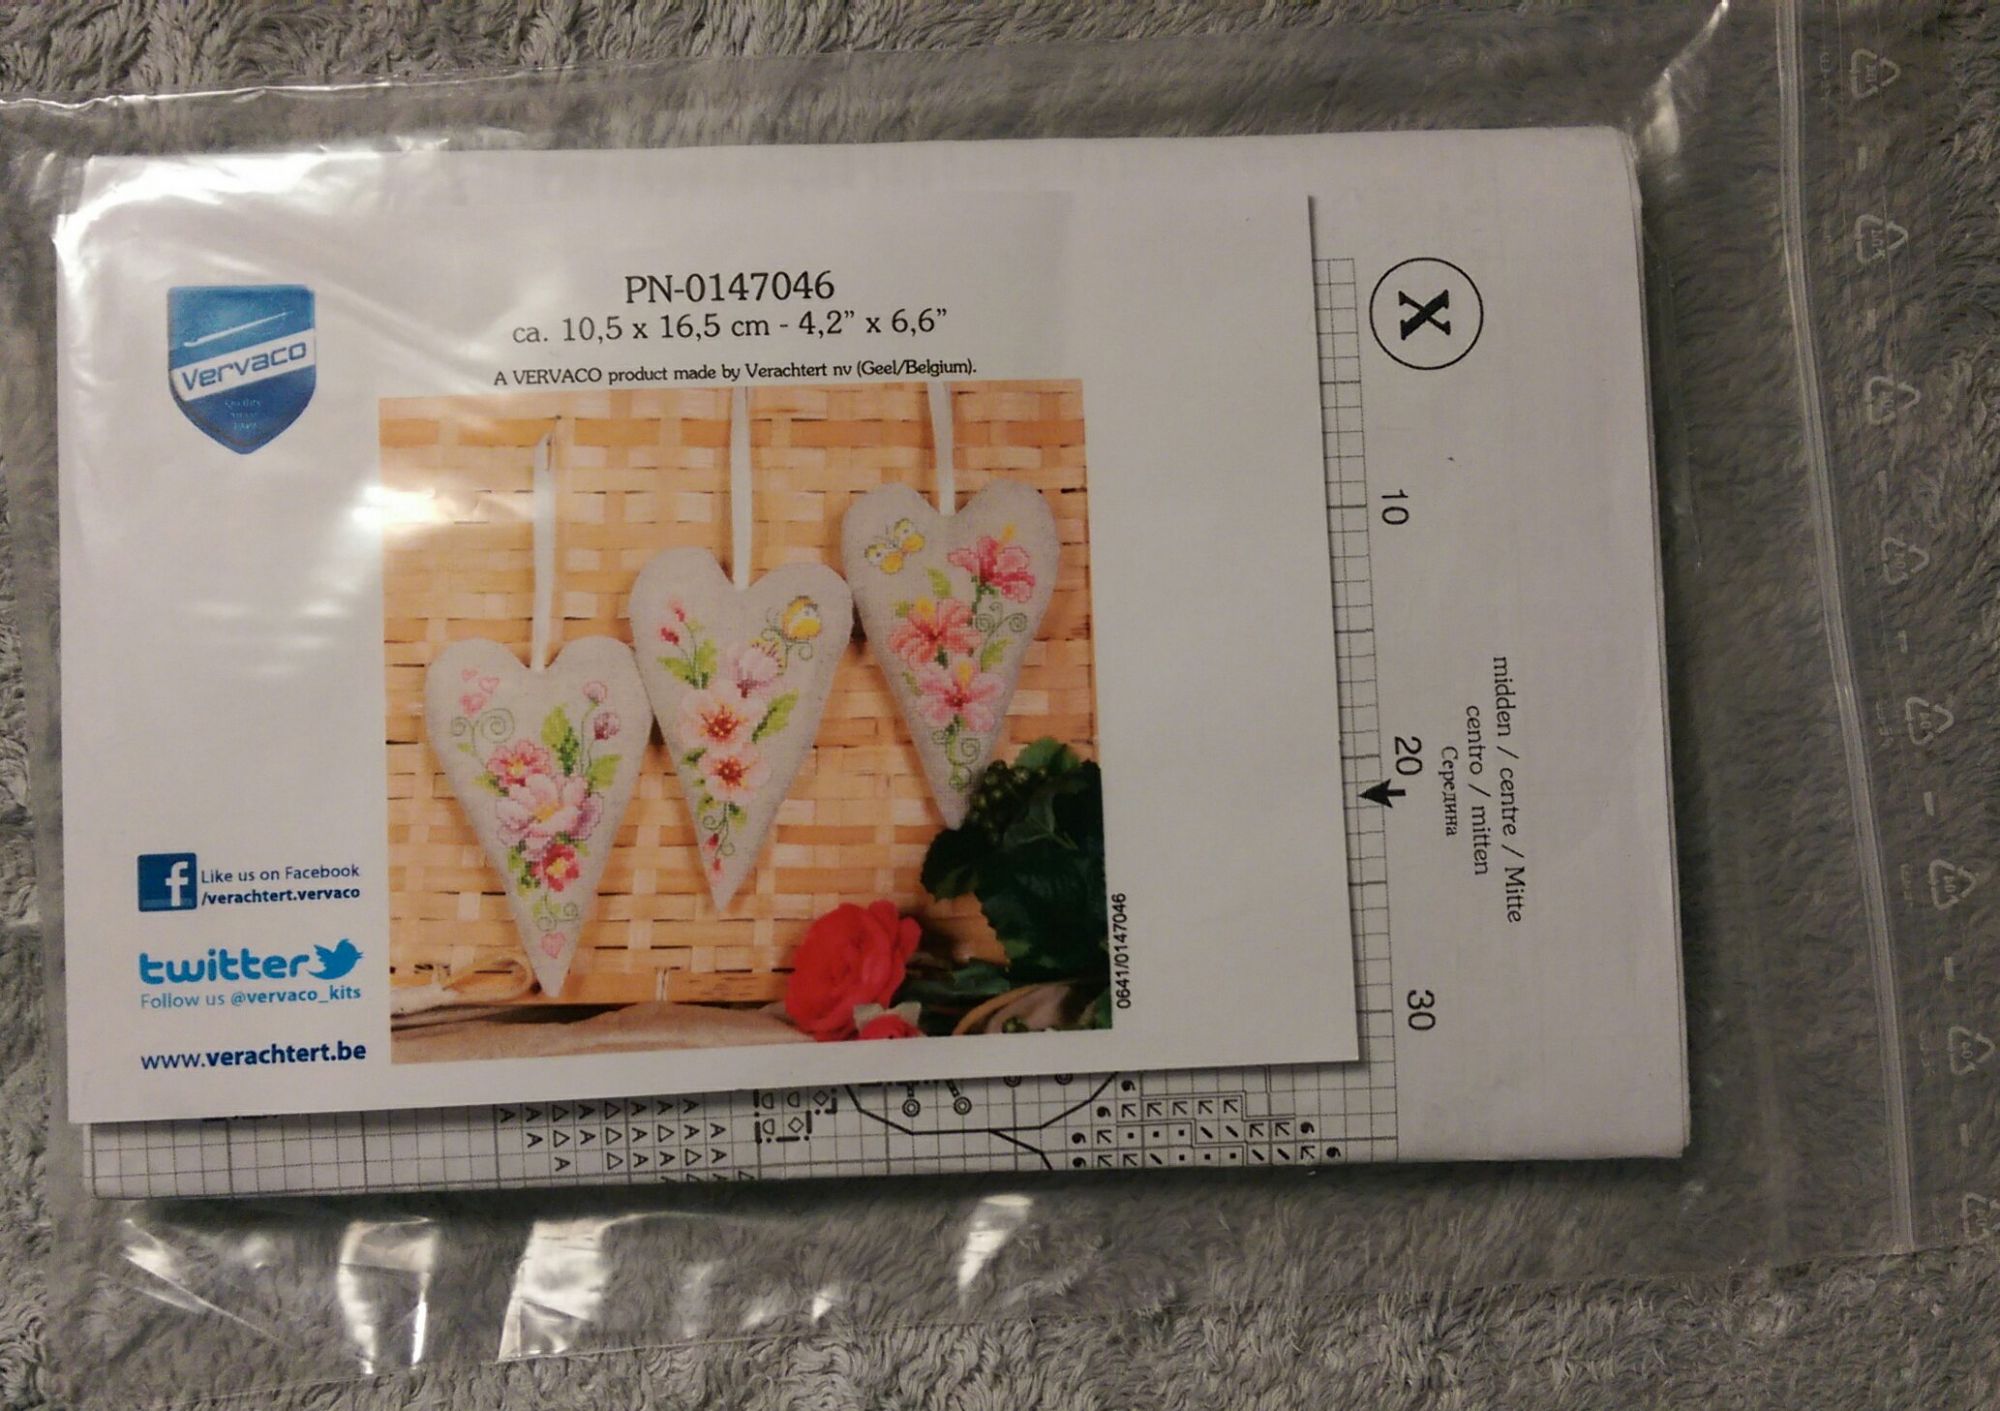 PN-0147046
ca. 10,5 x 16,5 cm - 4,2” x 6,6”
A VERVACO product made by Verachtert nv (Geel/Belgium).
Vervaco
Like us on Facebook
/verachtert.vervaco
twitter
Follow us @vervaco_kits
www.verachtert.be
0641/0147046
X
10
20
30
midden / centre / Mitte
centro / mitten
Середина